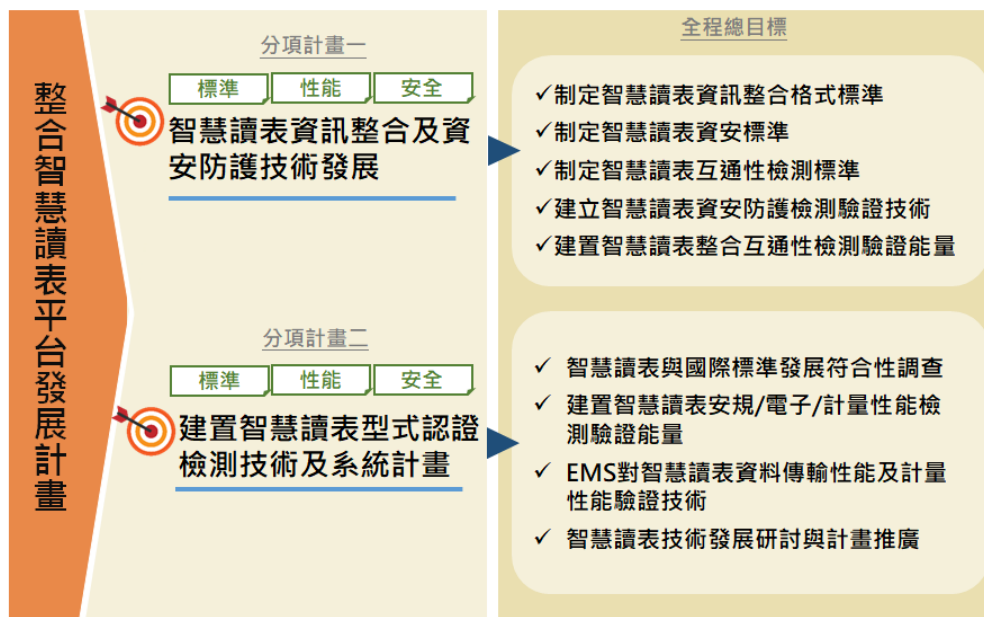 整合智慧讀表平台發展計畫
分項計畫一
標準
性能
安全
智慧讀表資訊整合及資
安防護技術發展
分項計畫二
標準
性能
安全
建置智慧讀表型式認證
檢測技術及系統計畫
全程總目標
✓制定智慧讀表資訊整合格式標準
✓制定智慧讀表資安標準
✓制定智慧讀表互通性檢測標準
✓建立智慧讀表資安防護檢測驗證技術
✓建置智慧讀表整合互通性檢測驗證能量
✓ 智慧讀表與國際標準發展符合性調查
✓ 建置智慧讀表安規/電子/計量性能檢
測驗證能量
✓ EMS對智慧讀表資料傳輸性能及計量
性能驗證技術
✓ 智慧讀表技術發展研討與計畫推廣